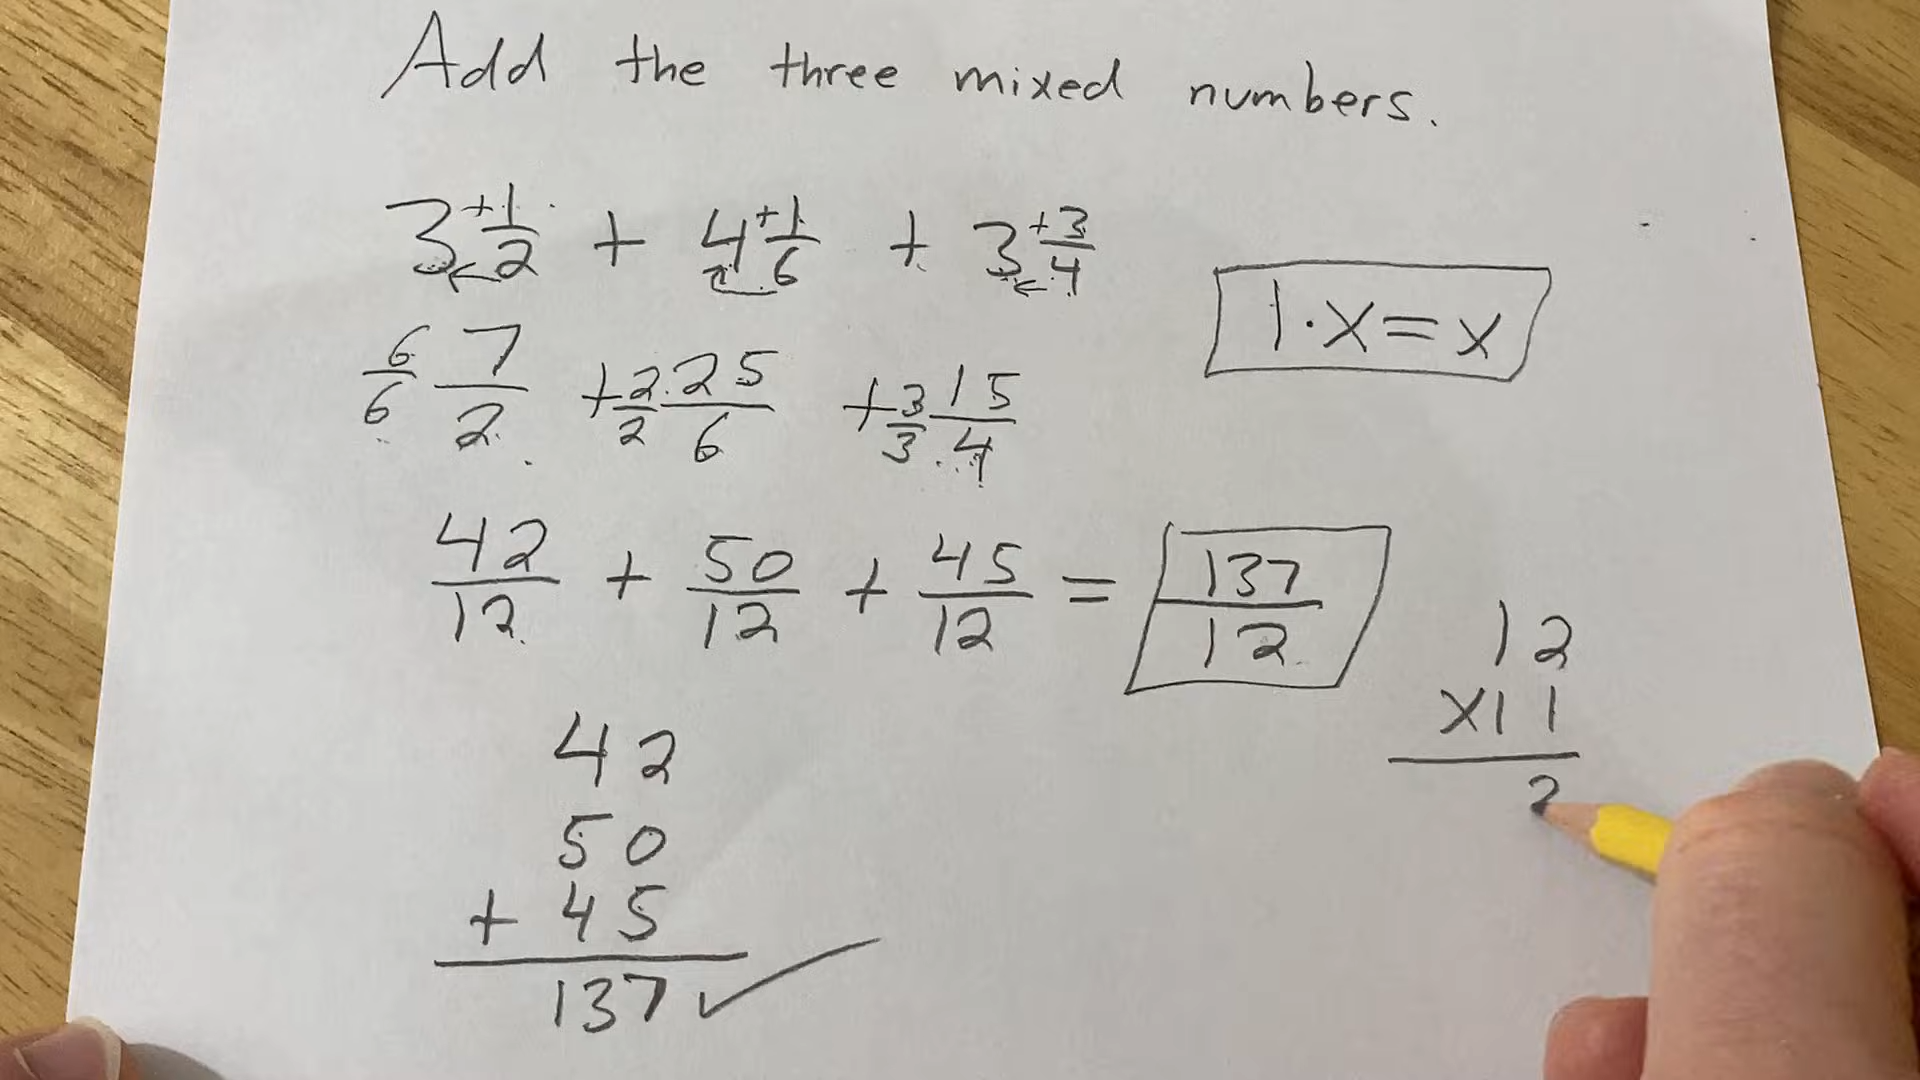 Add the three mixed numbers.
3 + 1/2 + 4 + 1/6 + 3 + 3/4
1·x=x
6/6 7/2 + 2/2 · 25/6 + 3/3 15/4
42/12 + 50/12 + 45/12 = 137/12
12
x11
2
42
50
+ 45
137 ✓